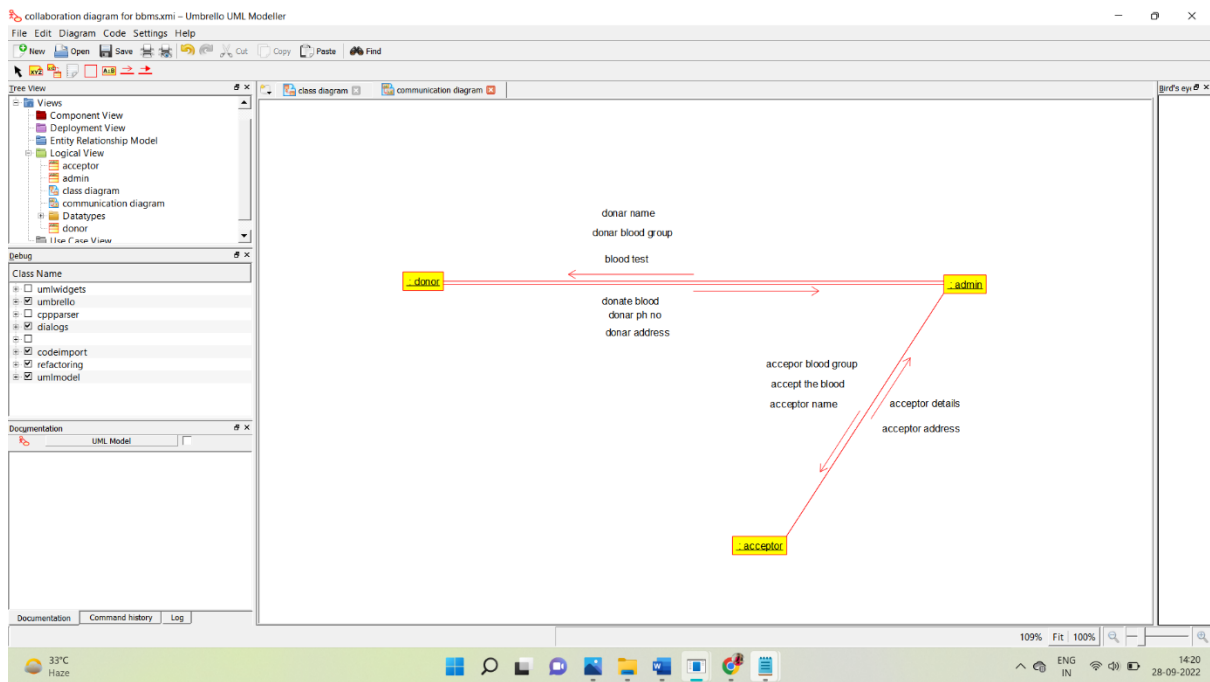 collaboration diagram for bbms.xmi – Umbrello UML Modeller
File Edit Diagram Code Settings Help
New Open Save Cut Copy Paste Find
XYZ A:B
Tree View
class diagram communication diagram
Bird's eye
Views
Component View
Deployment View
Entity Relationship Model
Logical View
acceptor
admin
class diagram
communication diagram
Datatypes
donor
Use Case View
Debug
Class Name
umlwidgets
umbrello
cppparser
dialogs
codeimport
refactoring
umlmodel
Documentation
UML Model
Documentation Command history Log
donar name
donar blood group
blood test
: donor
: admin
donate blood
donar ph no
donar address
accepor blood group
accept the blood
acceptor name
acceptor details
acceptor address
: acceptor
109% Fit 100%
33°C
Haze
ENG
IN
14:20
28-09-2022